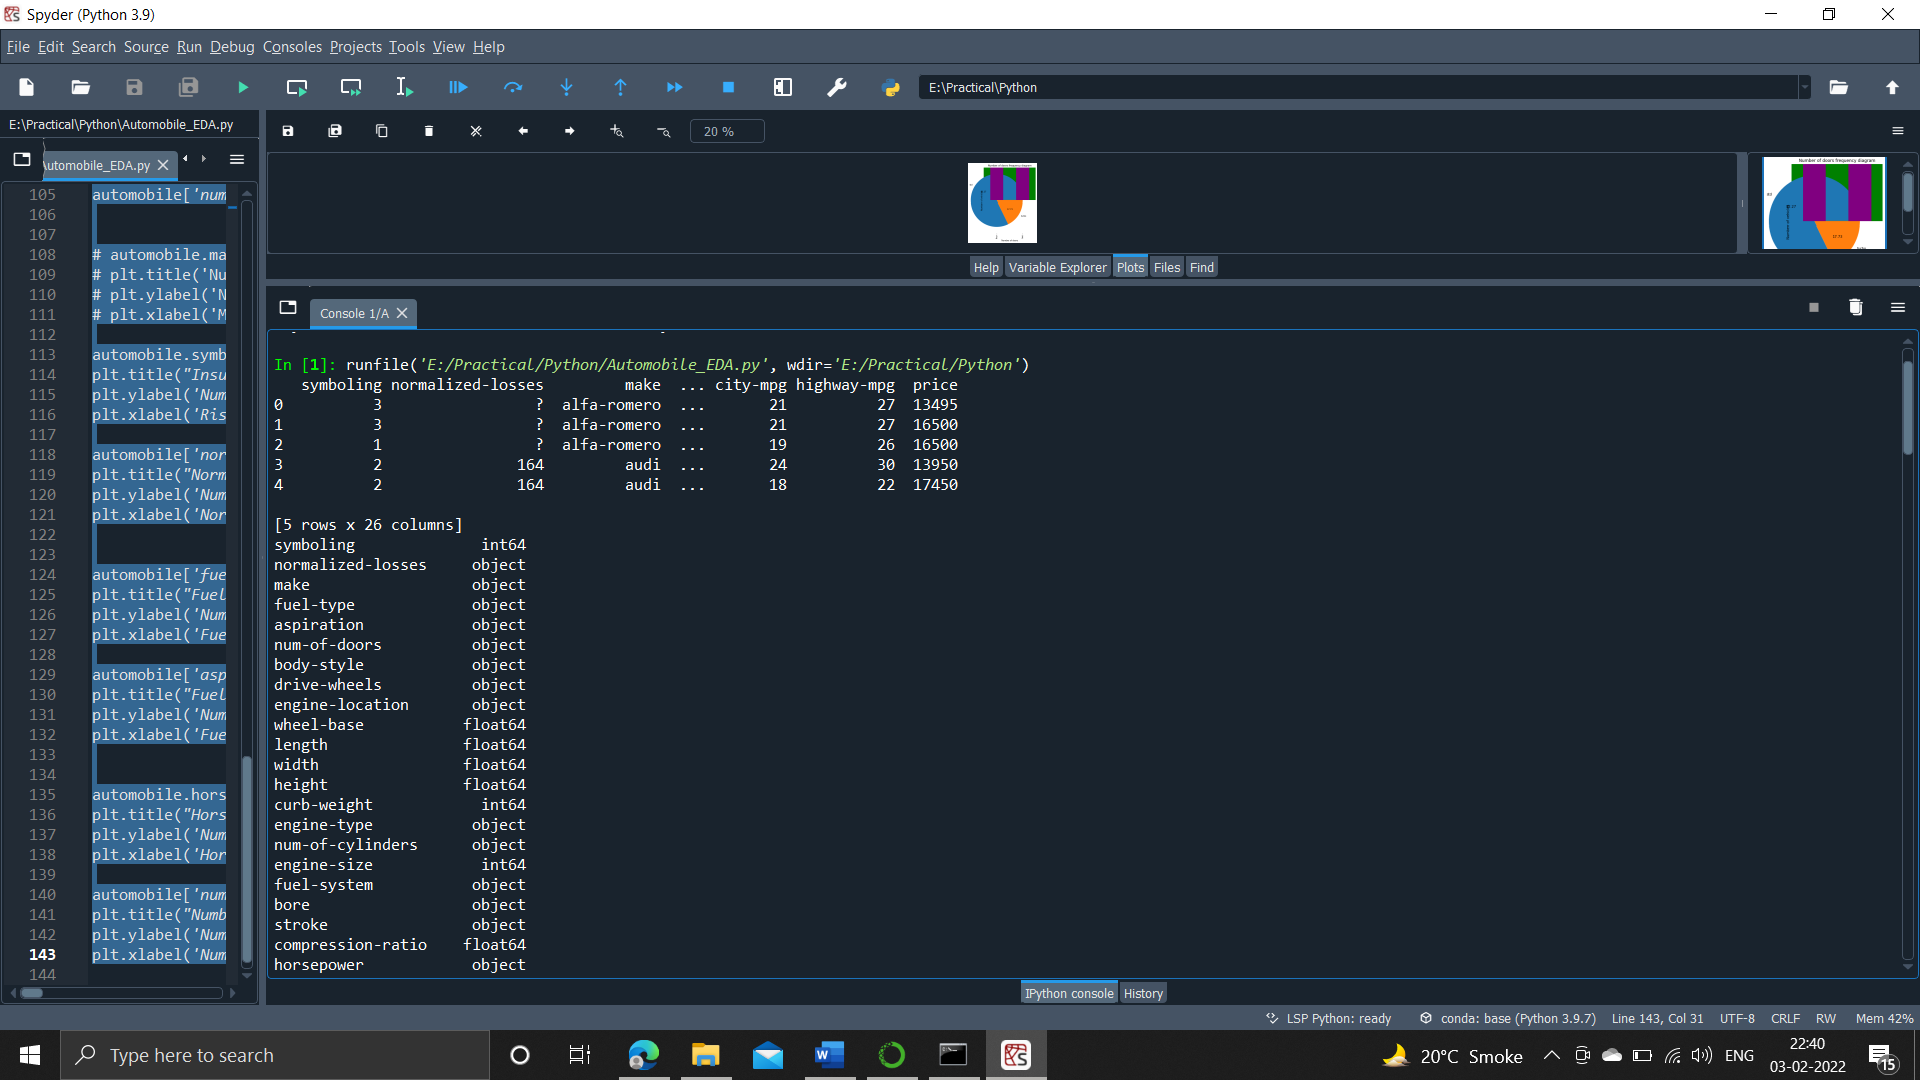 Spyder (Python 3.9)
File Edit Search Source Run Debug Consoles Projects Tools View Help
E:\Practical\Python
E:\Practical\Python\Automobile_EDA.py
20 %
utomobile_EDA.py
Number of doors frequency diagram
Help Variable Explorer Plots Files Find
Console 1/A
105 automobile['num
106
107
108 # automobile.ma
109 # plt.title('Nu
110 # plt.ylabel('N
111 # plt.xlabel('M
112
113 automobile.symb
114 plt.title("Insu
115 plt.ylabel('Num
116 plt.xlabel('Ris
117
118 automobile['nor
119 plt.title("Norm
120 plt.ylabel('Num
121 plt.xlabel('Nor
122
123
124 automobile['fue
125 plt.title("Fuel
126 plt.ylabel('Num
127 plt.xlabel('Fue
128
129 automobile['asp
130 plt.title("Fuel
131 plt.ylabel('Num
132 plt.xlabel('Fue
133
134
135 automobile.hors
136 plt.title("Hors
137 plt.ylabel('Num
138 plt.xlabel('Hor
139
140 automobile['num
141 plt.title("Numb
142 plt.ylabel('Num
143 plt.xlabel('Num
144
In [1]: runfile('E:/Practical/Python/Automobile_EDA.py', wdir='E:/Practical/Python')
symboling normalized-losses make ... city-mpg highway-mpg price
0 3 ? alfa-romero ... 21 27 13495
1 3 ? alfa-romero ... 21 27 16500
2 1 ? alfa-romero ... 19 26 16500
3 2 164 audi ... 24 30 13950
4 2 164 audi ... 18 22 17450
[5 rows x 26 columns]
symboling int64
normalized-losses object
make object
fuel-type object
aspiration object
num-of-doors object
body-style object
drive-wheels object
engine-location object
wheel-base float64
length float64
width float64
height float64
curb-weight int64
engine-type object
num-of-cylinders object
engine-size int64
fuel-system object
bore object
stroke object
compression-ratio float64
horsepower object
IPython console History
LSP Python: ready conda: base (Python 3.9.7) Line 143, Col 31 UTF-8 CRLF RW Mem 42%
Type here to search
20°C Smoke ENG
22:40
03-02-2022
15